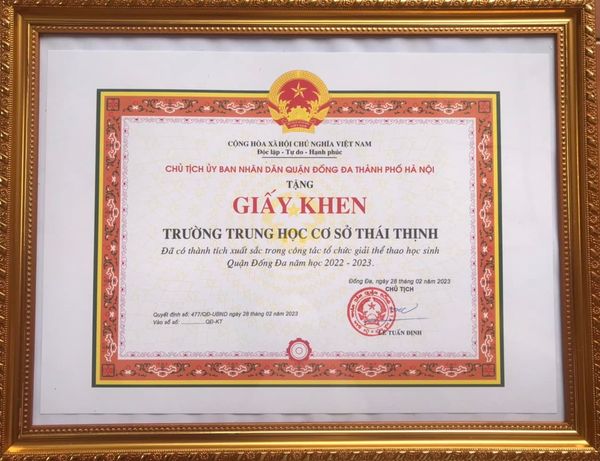 CỘNG HÒA XÃ HỘI CHỦ NGHĨA VIỆT NAM
Độc lập - Tự do - Hạnh phúc
CHỦ TỊCH ỦY BAN NHÂN DÂN QUẬN ĐỐNG ĐA THÀNH PHỐ HÀ NỘI
TẶNG
GIẤY KHEN
TRƯỜNG TRUNG HỌC CƠ SỞ THÁI THỊNH
Đã có thành tích xuất sắc trong công tác tổ chức giải thể thao học sinh
Quận Đống Đa năm học 2022 - 2023.
Đống Đa, ngày 28 tháng 02 năm 2023
CHỦ TỊCH
Quyết định số: 477/QĐ-UBND ngày 28 tháng 02 năm 2023
Vào sổ số: ..........QĐ-KT
LÊ TUẤN ĐỊNH